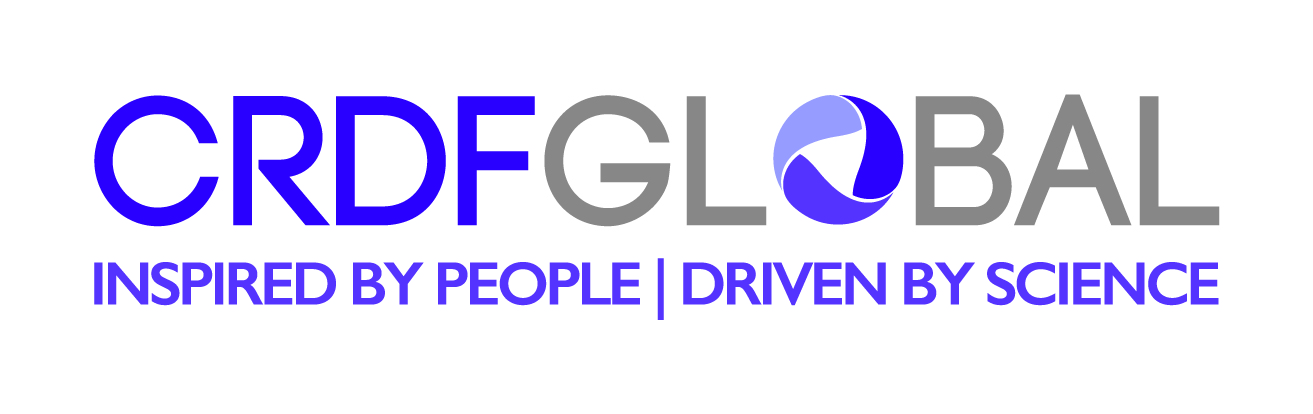 CRDFGLOBAL
INSPIRED BY PEOPLE | DRIVEN BY SCIENCE